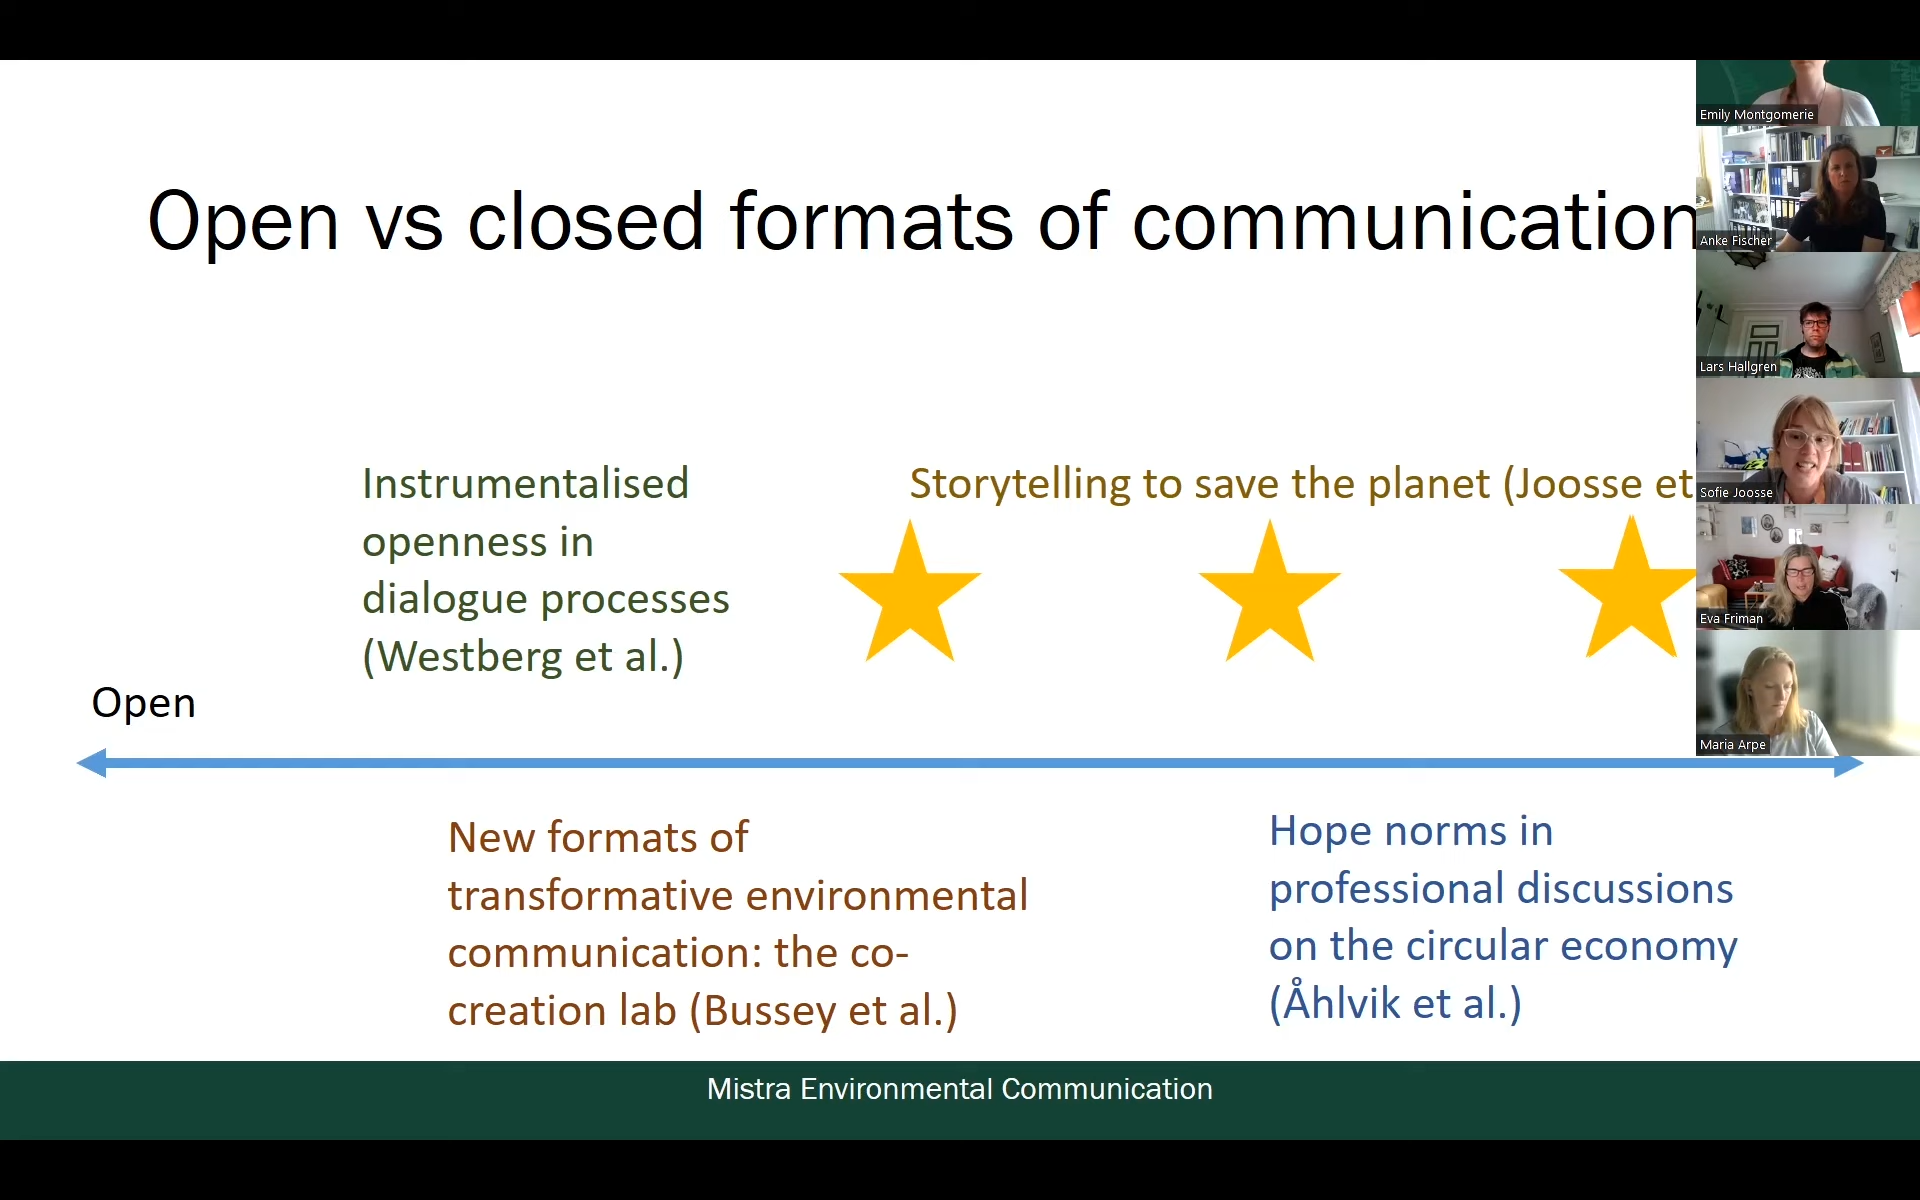 Open vs closed formats of communication
Instrumentalised
openness in
dialogue processes
(Westberg et al.)
Storytelling to save the planet (Joosse et
Open
New formats of
transformative environmental
communication: the co-
creation lab (Bussey et al.)
Hope norms in
professional discussions
on the circular economy
(Åhlvik et al.)
Mistra Environmental Communication
Emily Montgomerie
Anke Fischer
Lars Hallgren
Sofie Joosse
Eva Friman
Maria Arpe